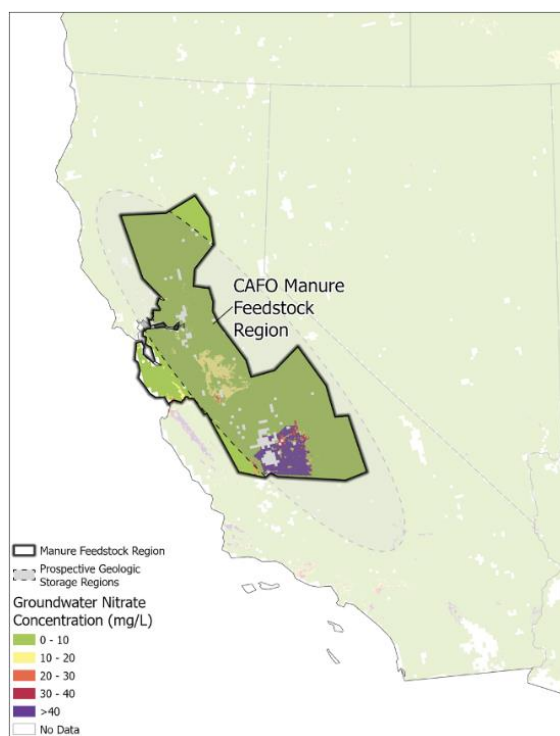 CAFO Manure
Feedstock
Region
Manure Feedstock Region
Prospective Geologic
Storage Regions
Groundwater Nitrate
Concentration (mg/L)
0 - 10
10 - 20
20 - 30
30 - 40
>40
No Data